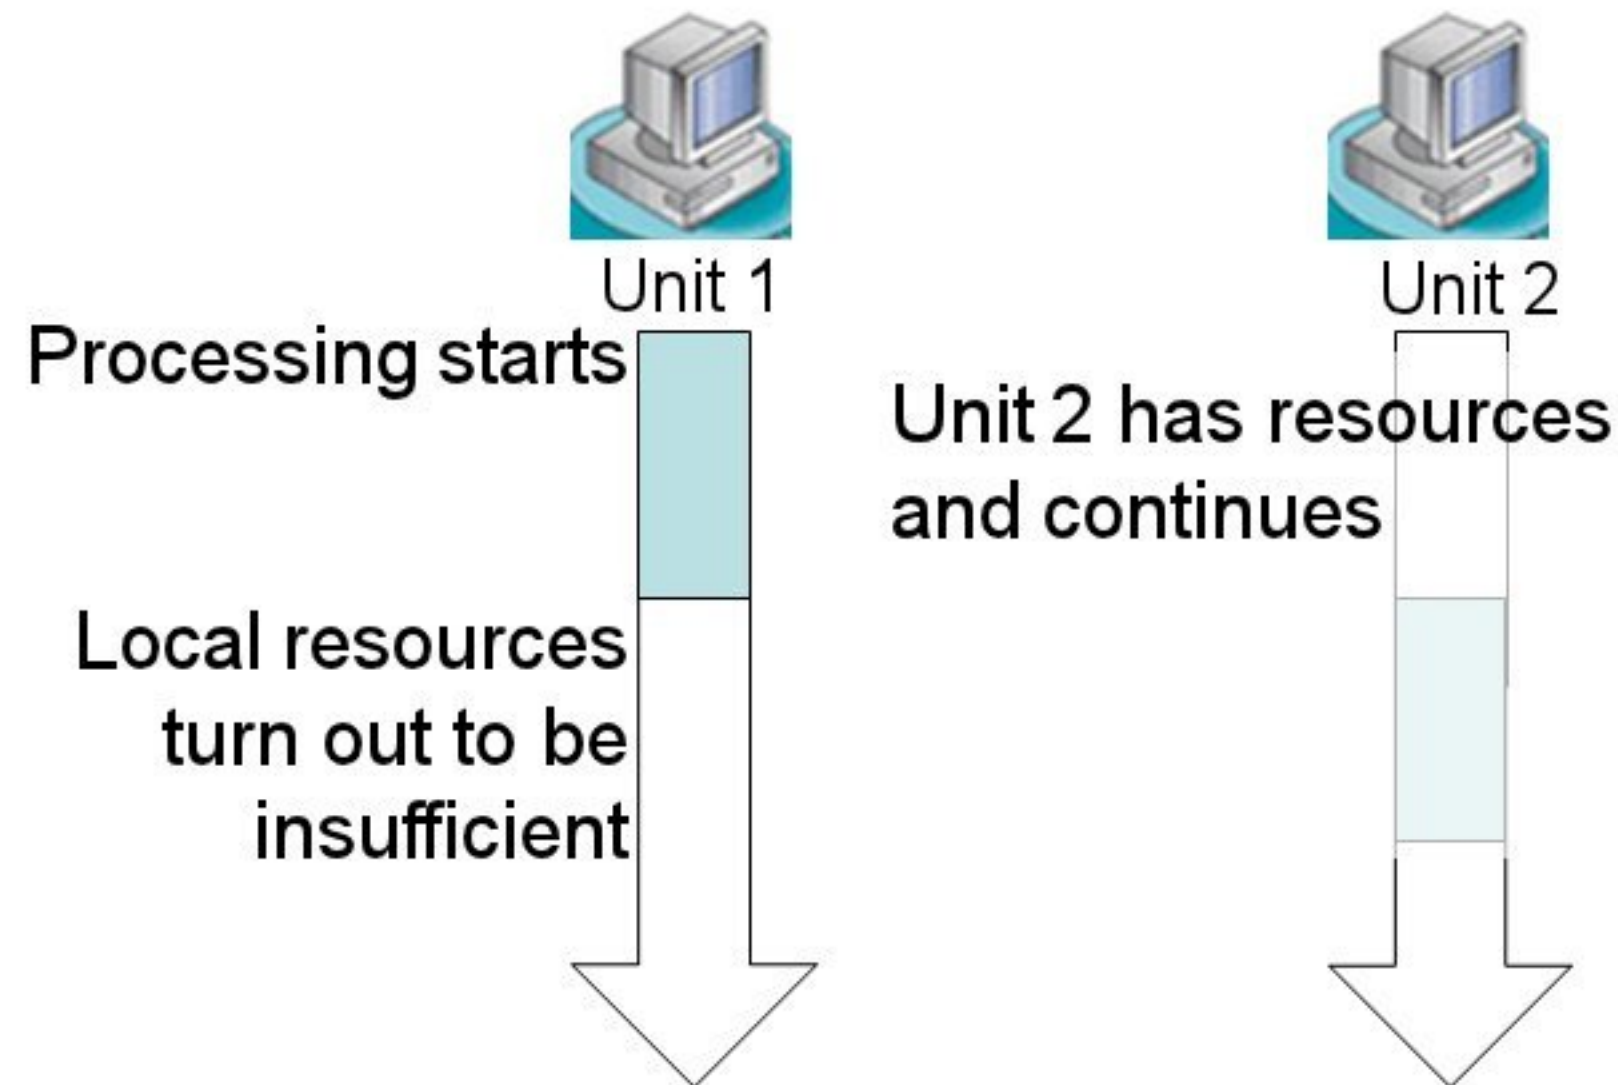 Unit 1
Unit 2
Processing starts
Unit 2 has resources
and continues
Local resources
turn out to be
insufficient